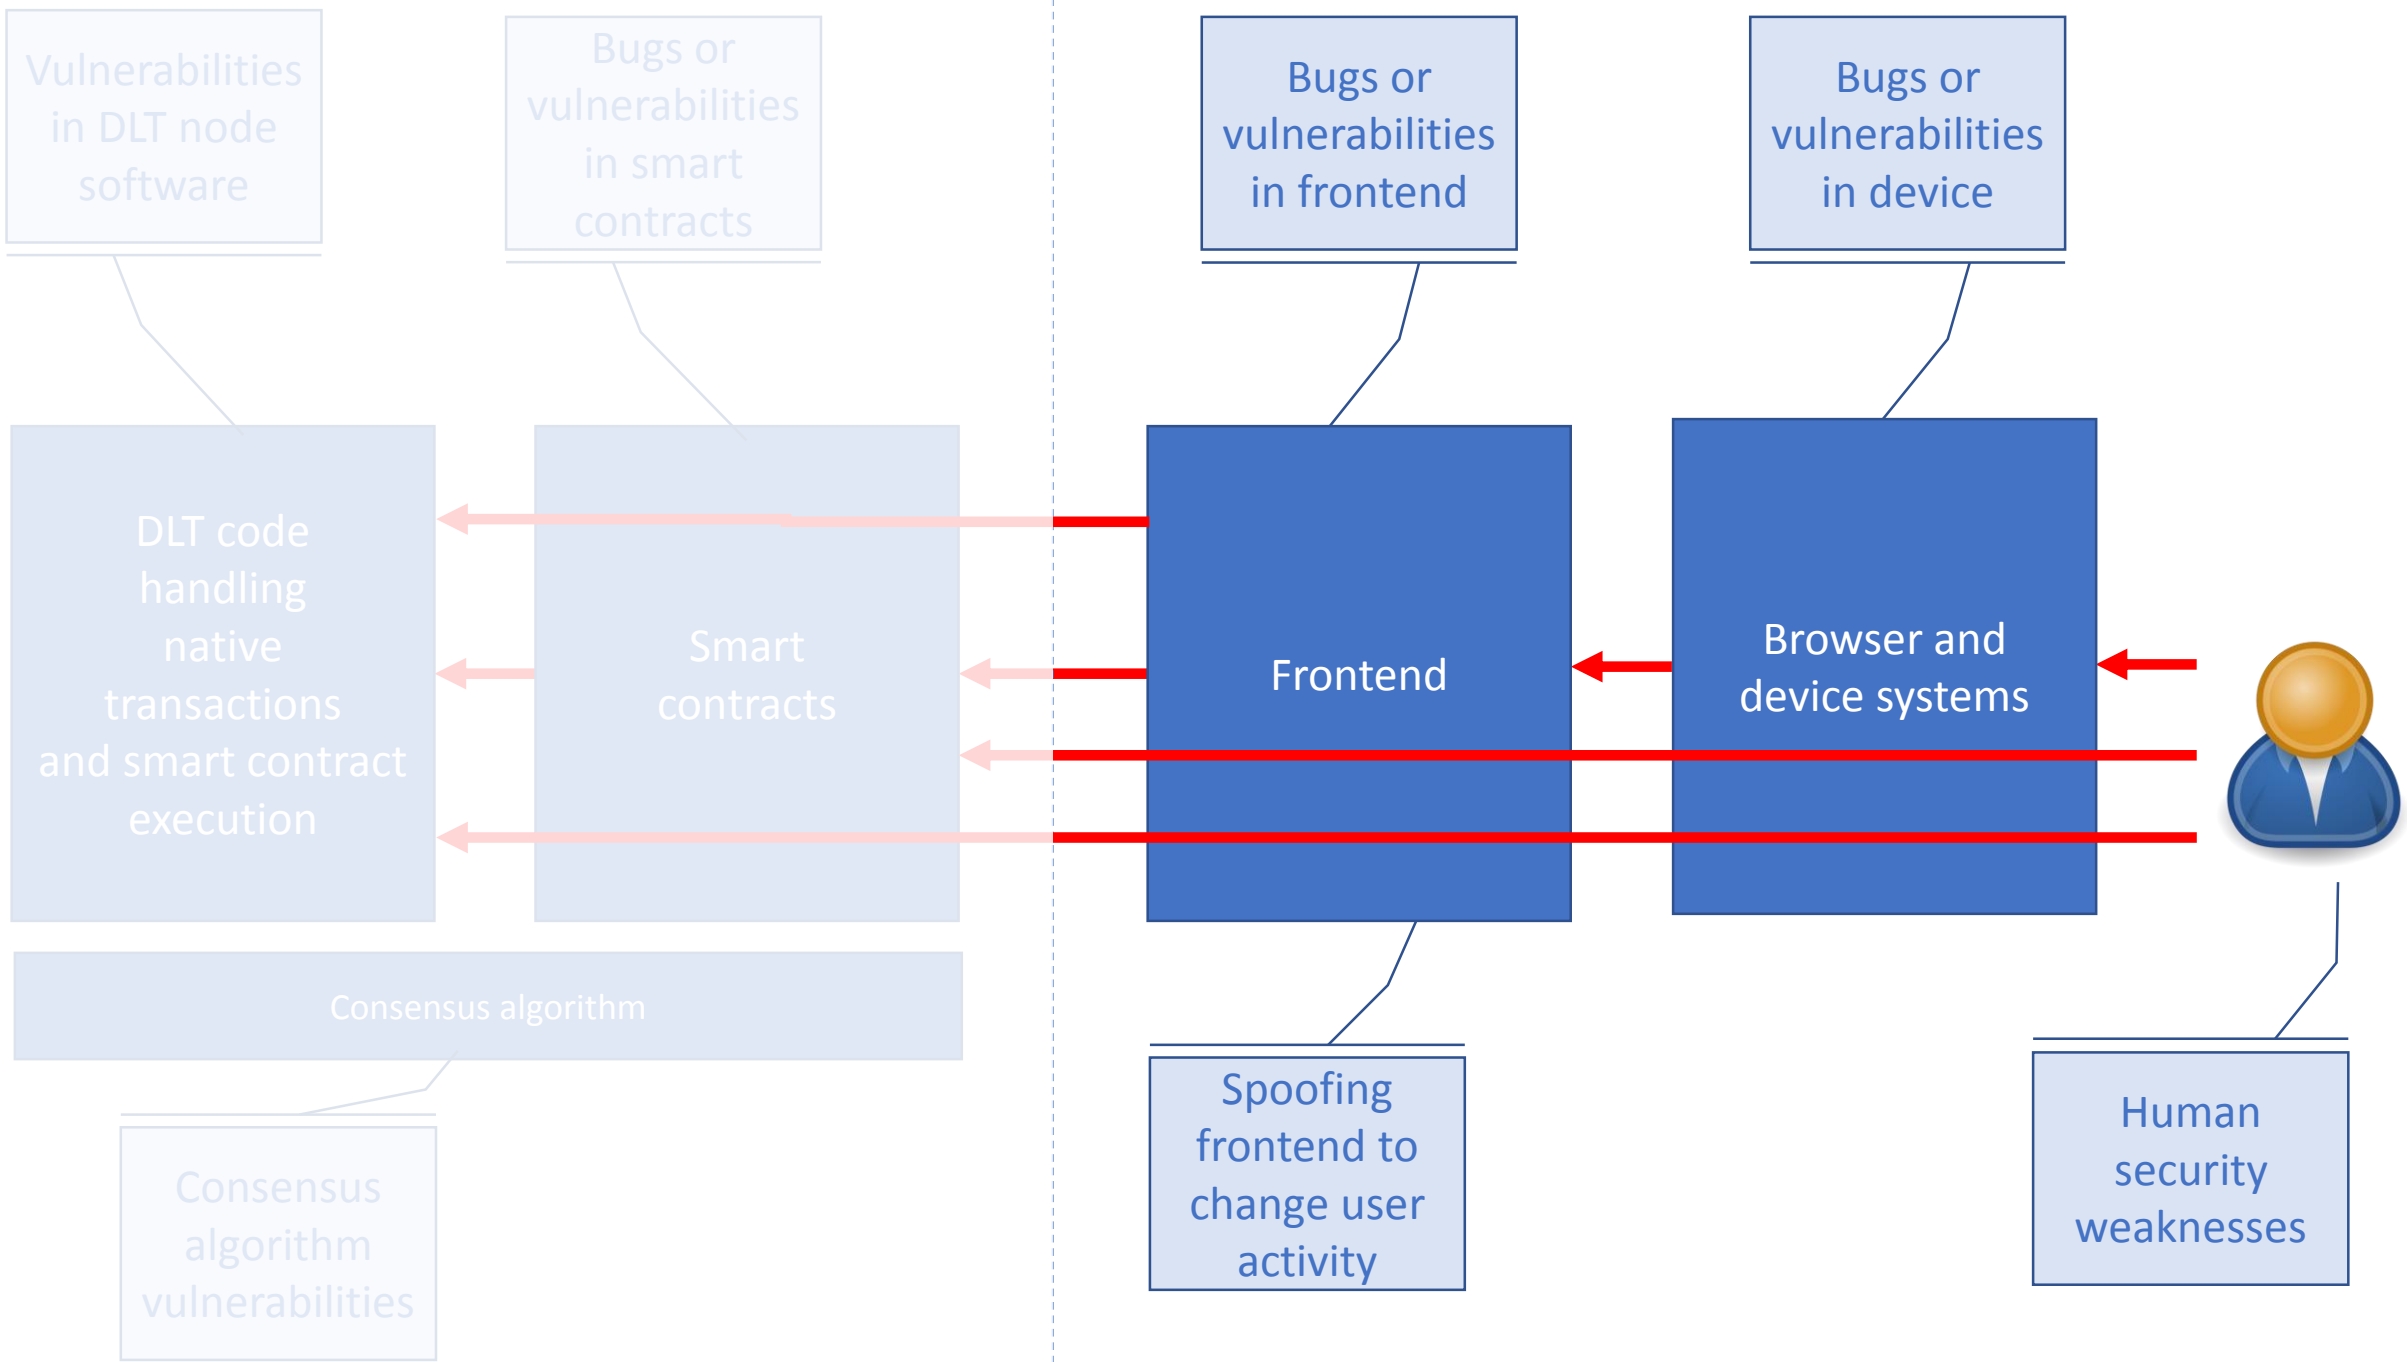 Vulnerabilities
in DLT node
software
Bugs or
vulnerabilities
in smart
contracts
Bugs or
vulnerabilities
in frontend
Bugs or
vulnerabilities
in device
DLT code
handling
native
transactions
and smart contract
execution
Smart
contracts
Frontend
Browser and
device systems
Consensus algorithm
Consensus
algorithm
vulnerabilities
Spoofing
frontend to
change user
activity
Human
security
weaknesses